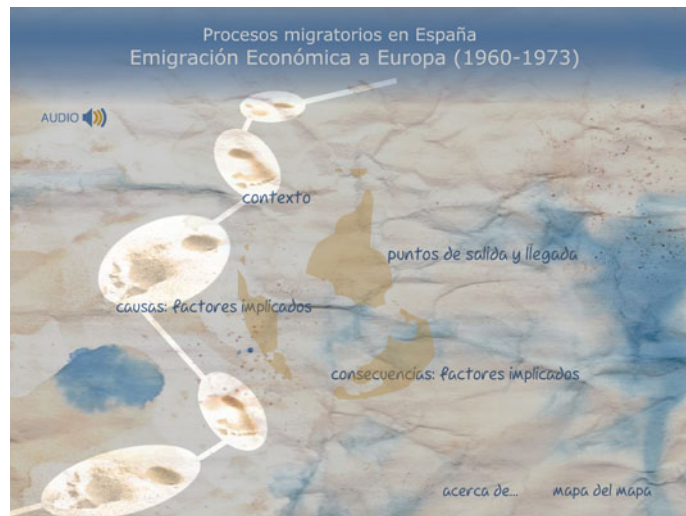 Procesos migratorios en España
Emigración Económica a Europa (1960-1973)
AUDIO
contexto
puntos de salida y llegada
causas: factores implicados
consecuencias: factores implicados
acerca de... mapa del mapa